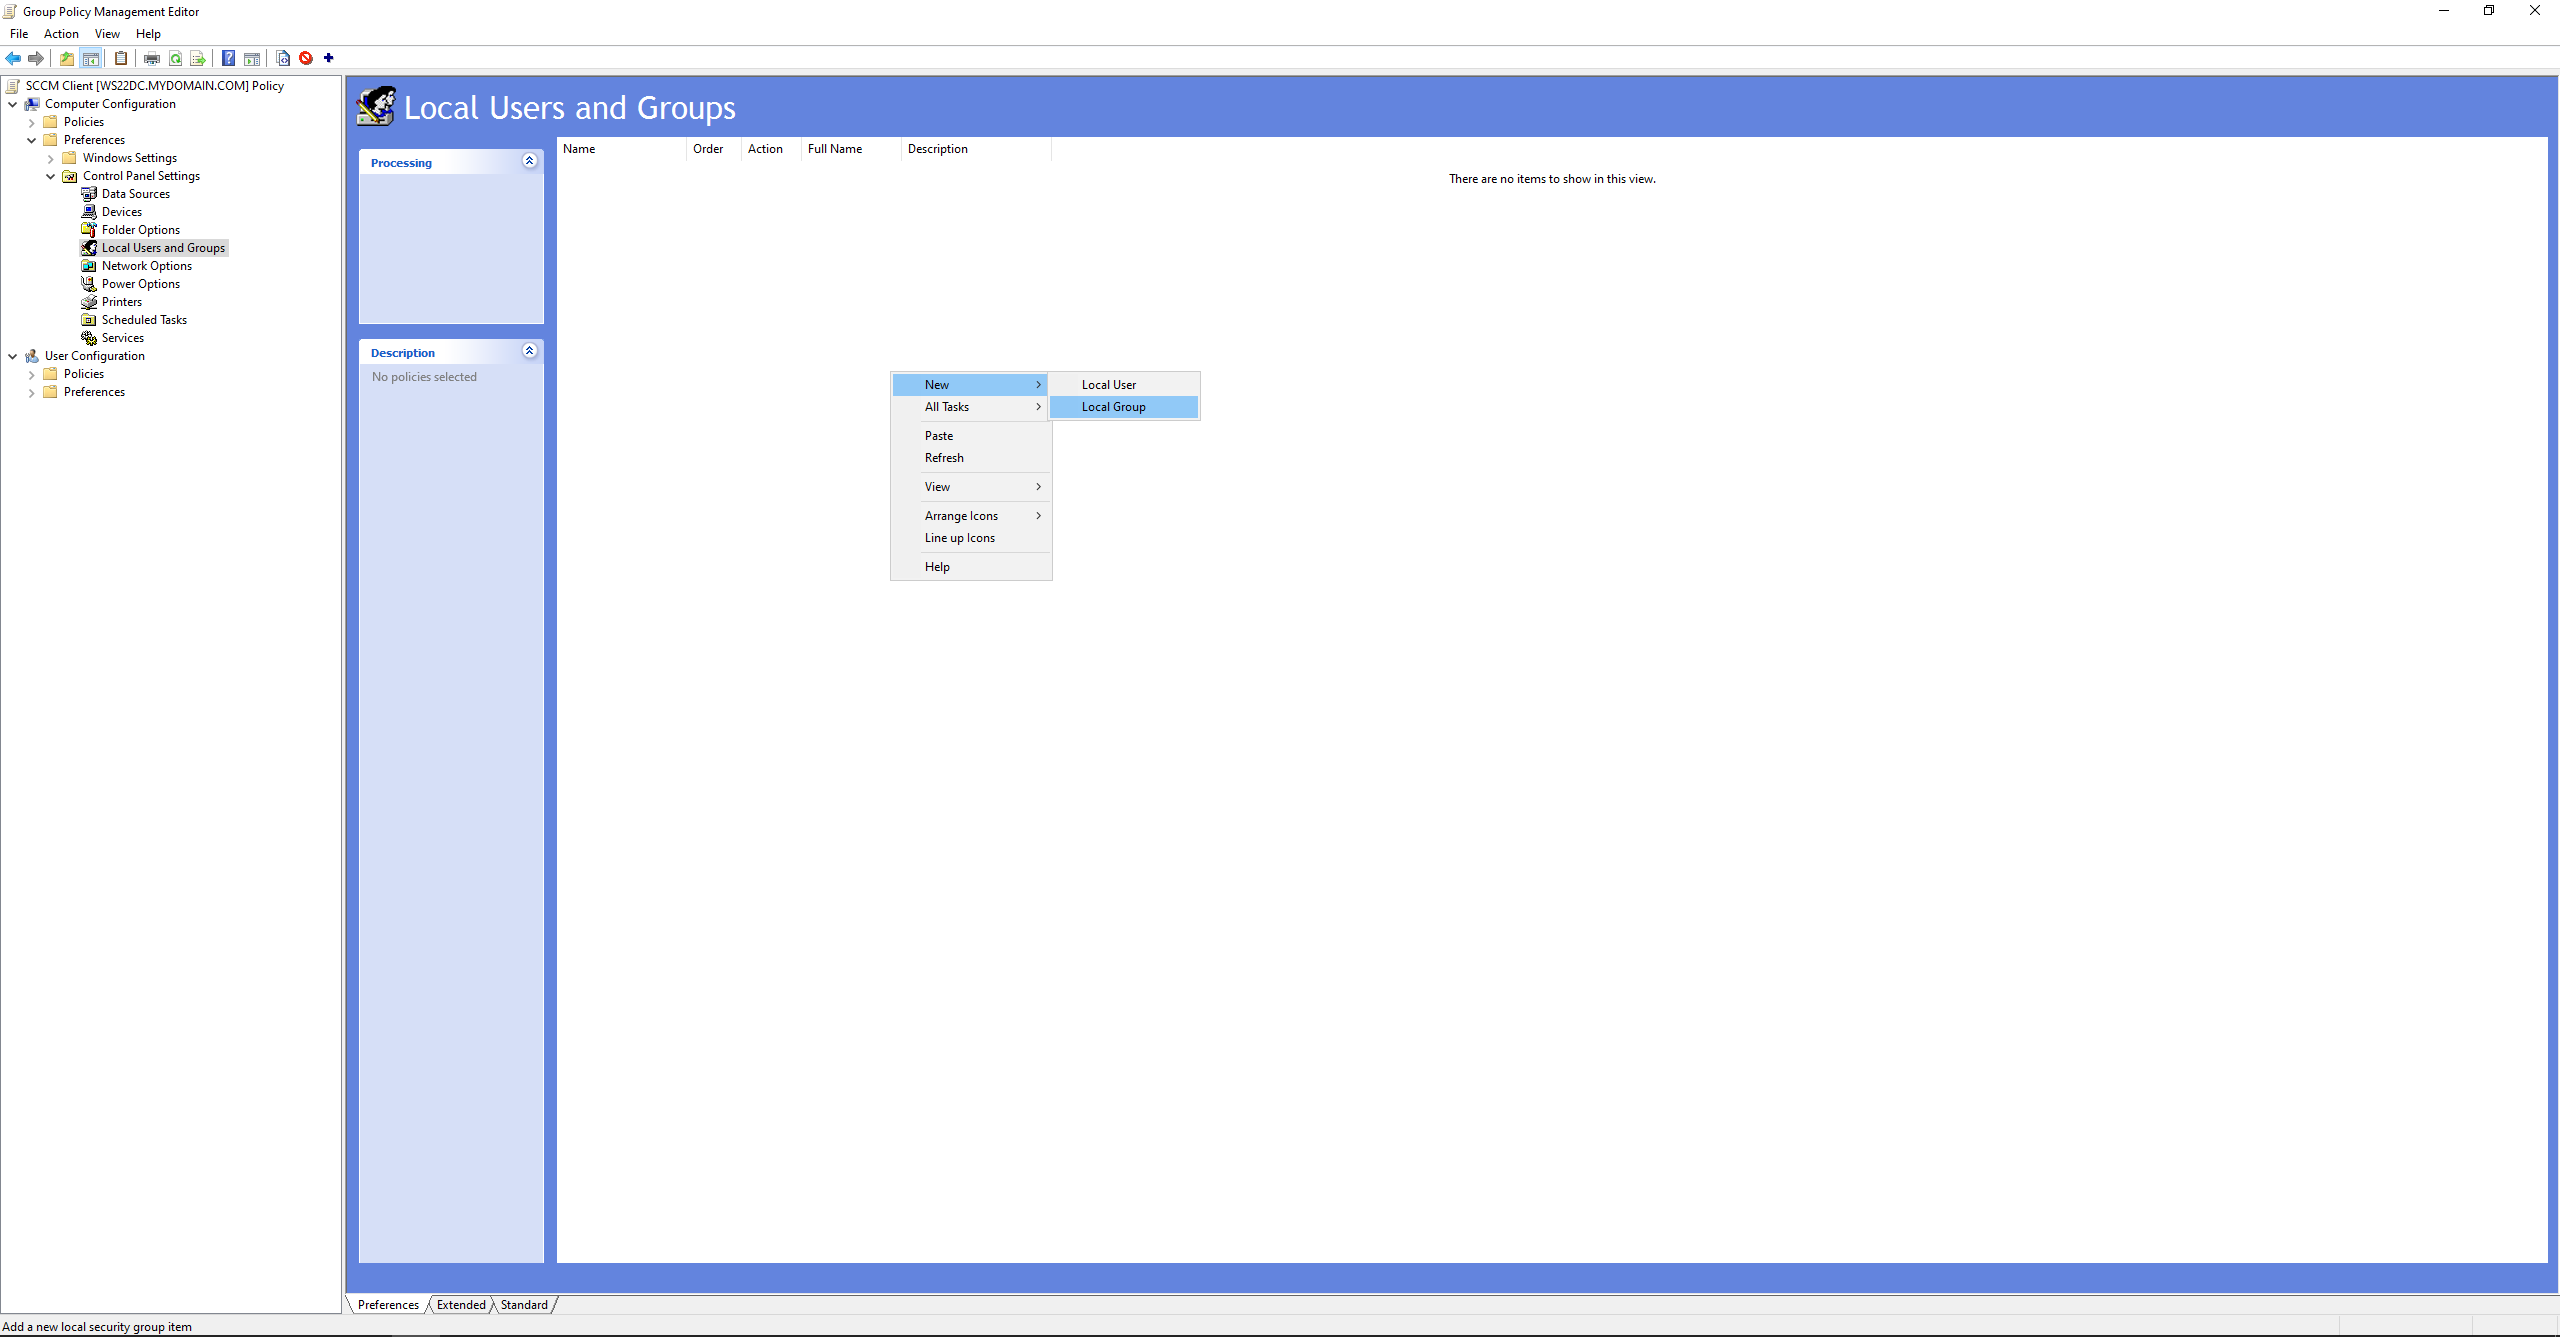 Group Policy Management Editor
File Action View Help
SCCM Client [WS22DC.MYDOMAIN.COM] Policy
Computer Configuration
Policies
Preferences
Windows Settings
Control Panel Settings
Data Sources
Devices
Folder Options
Local Users and Groups
Network Options
Power Options
Printers
Scheduled Tasks
Services
User Configuration
Policies
Preferences
Local Users and Groups
Processing
Description
No policies selected
Name Order Action Full Name Description
There are no items to show in this view.
New
All Tasks
Paste
Refresh
View
Arrange Icons
Line up Icons
Help
Local User
Local Group
Preferences Extended Standard
Add a new local security group item